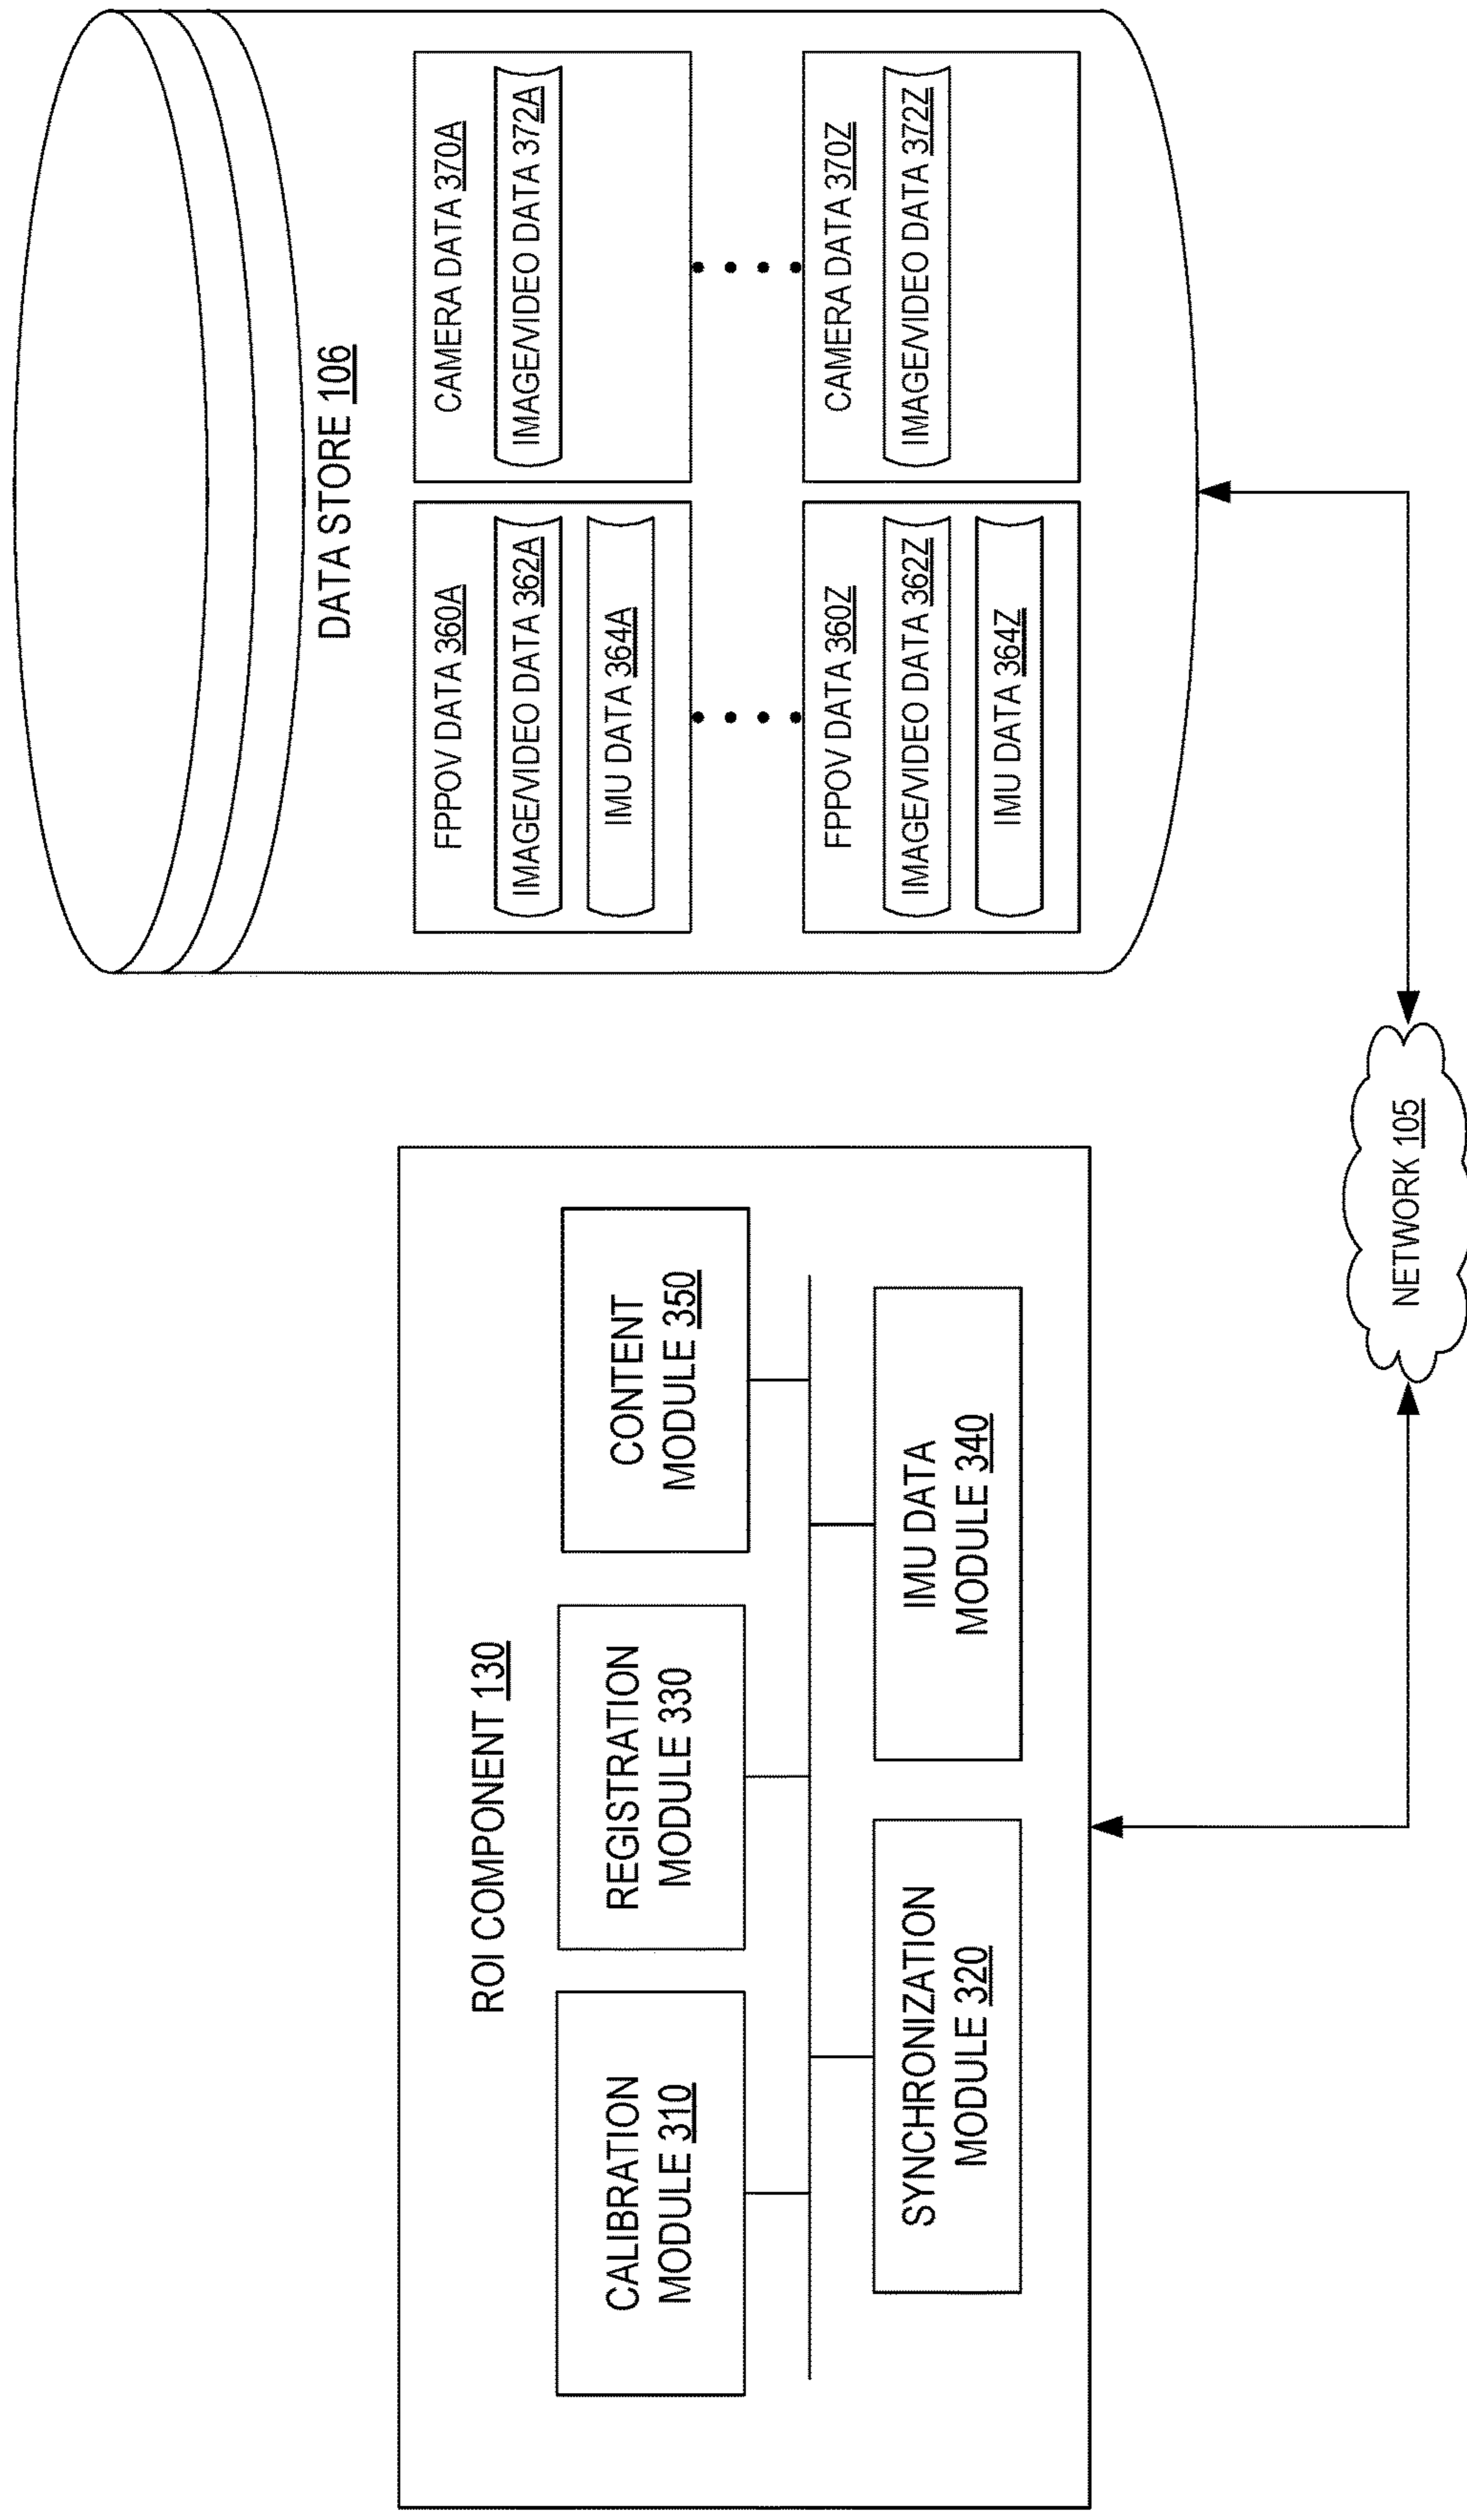 ROI COMPONENT 130
CALIBRATION
MODULE 310
REGISTRATION
MODULE 330
CONTENT
MODULE 350
SYNCHRONIZATION
MODULE 320
IMU DATA
MODULE 340
DATA STORE 106
FPPOV DATA 360A
IMAGE/VIDEO DATA 362A
IMU DATA 364A
CAMERA DATA 370A
IMAGE/VIDEO DATA 372A
FPPOV DATA 360Z
IMAGE/VIDEO DATA 362Z
IMU DATA 364Z
CAMERA DATA 370Z
IMAGE/VIDEO DATA 372Z
NETWORK 105